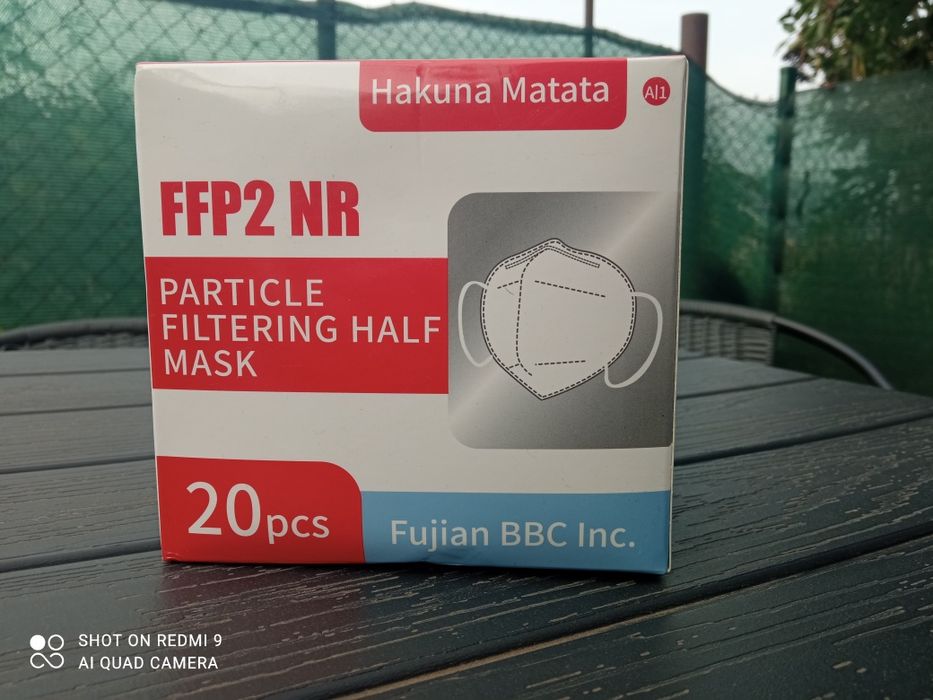 Hakuna Matata
A|1
FFP2 NR
PARTICLE
FILTERING HALF
MASK
20pcs
Fujian BBC Inc.
SHOT ON REDMI 9
AI QUAD CAMERA